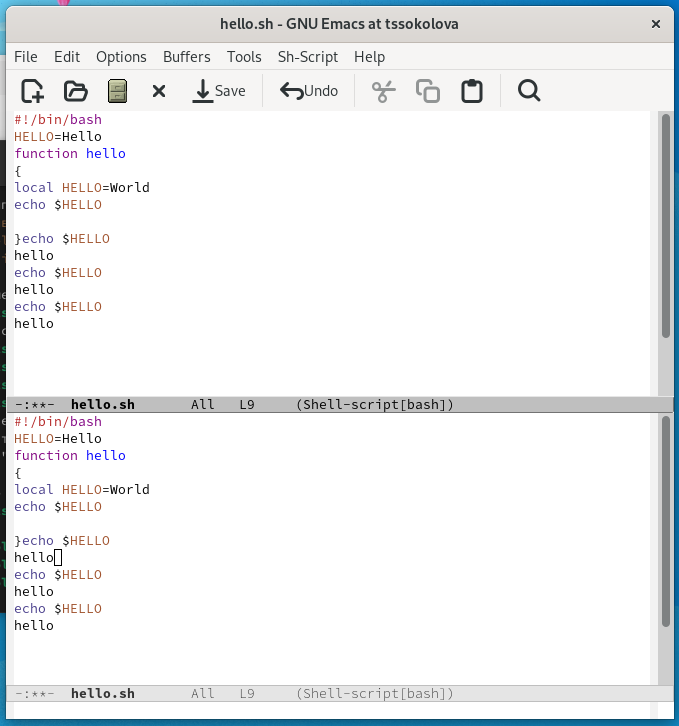 hello.sh - GNU Emacs at tssokolova
File Edit Options Buffers Tools Sh-Script Help
Save Undo
#!/bin/bash
HELLO=Hello
function hello
{
local HELLO=World
echo $HELLO
}echo $HELLO
hello
echo $HELLO
hello
echo $HELLO
hello
-:**- hello.sh All L9 (Shell-script[bash])
#!/bin/bash
HELLO=Hello
function hello
{
local HELLO=World
echo $HELLO
}echo $HELLO
hello
echo $HELLO
hello
echo $HELLO
hello
-:**- hello.sh All L9 (Shell-script[bash])